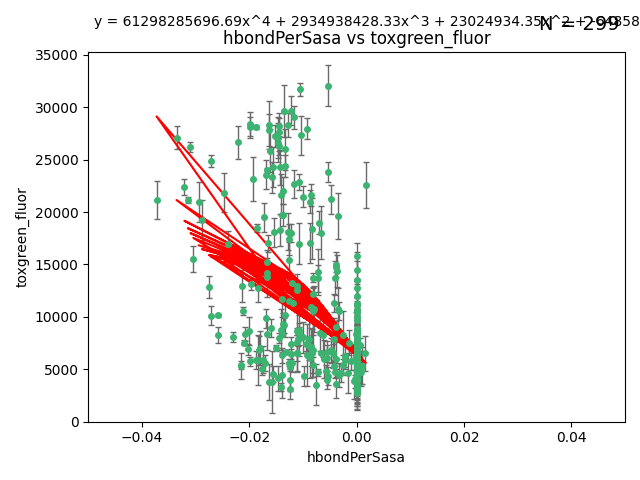 y = 61298285696.69x^4 + 2934938428.33x^3 + 23024934.35x^2 +
N = 299
hbondPerSasa vs toxgreen_fluor
35000
30000
25000
20000
15000
10000
5000
0
toxgreen_fluor
−0.04 −0.02 0.00 0.02 0.04
hbondPerSasa